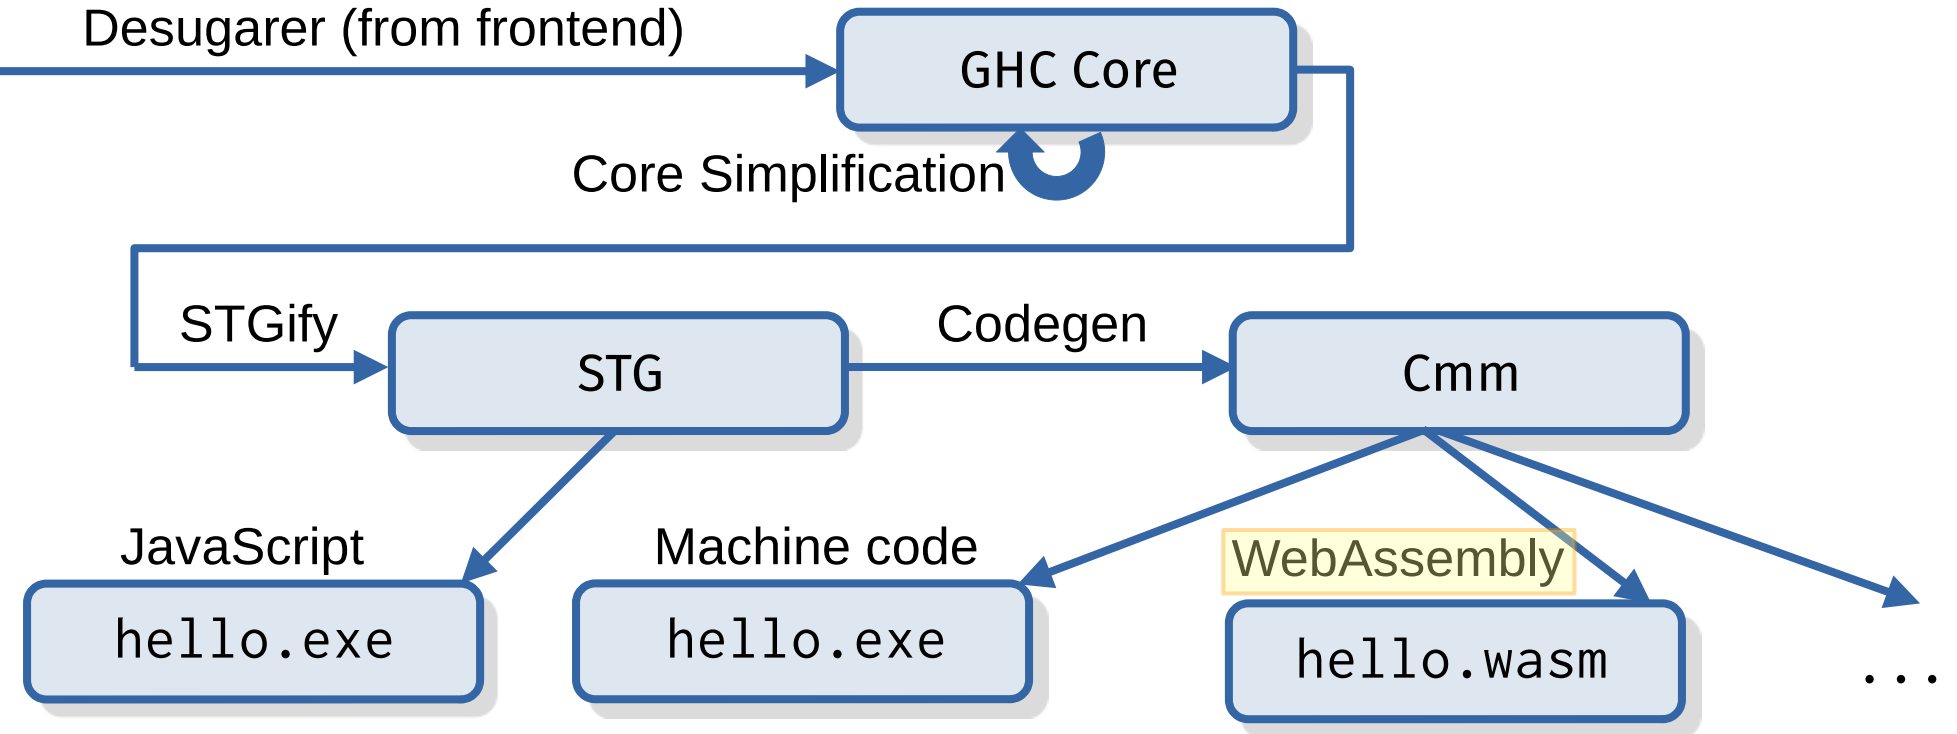 Desugarer (from frontend)
GHC Core
Core Simplification
STGify
STG
Codegen
Cmm
JavaScript
Machine code
WebAssembly
hello.exe
hello.exe
hello.wasm
...